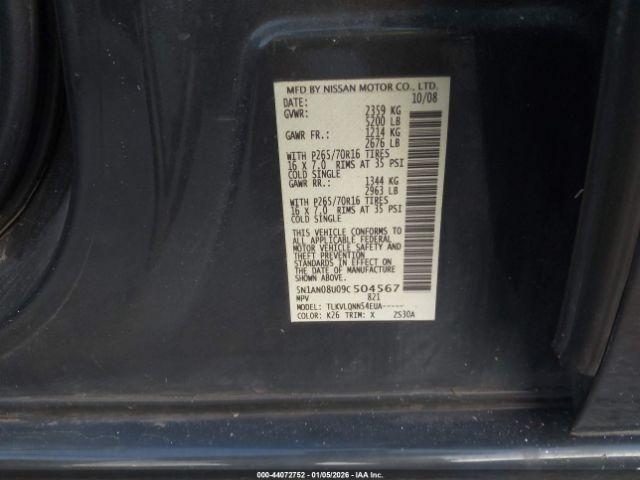 MFD BY NISSAN MOTOR CO., LTD.
DATE: 10/08
GVWR: 2359 KG
5200 LB
GAWR FR.: 1214 KG
2676 LB
WITH P265/70R16 TIRES
16 X 7.0 RIMS AT 35 PSI
COLD SINGLE
GAWR RR.: 1344 KG
2963 LB
WITH P265/70R16 TIRES
16 X 7.0 RIMS AT 35 PSI
COLD SINGLE
THIS VEHICLE CONFORMS TO
ALL APPLICABLE FEDERAL
MOTOR VEHICLE SAFETY AND
THEFT PREVENTION
STANDARDS IN EFFECT ON
THE DATE OF MANUFACTURE
SHOWN ABOVE.
5N1AN08U09C504567
MPV 821
MODEL: TLKVLQNN54EUA-----
COLOR: K26 TRIM: X ZS30A
000-44072752 - 01/05/2026 - IAA Inc.